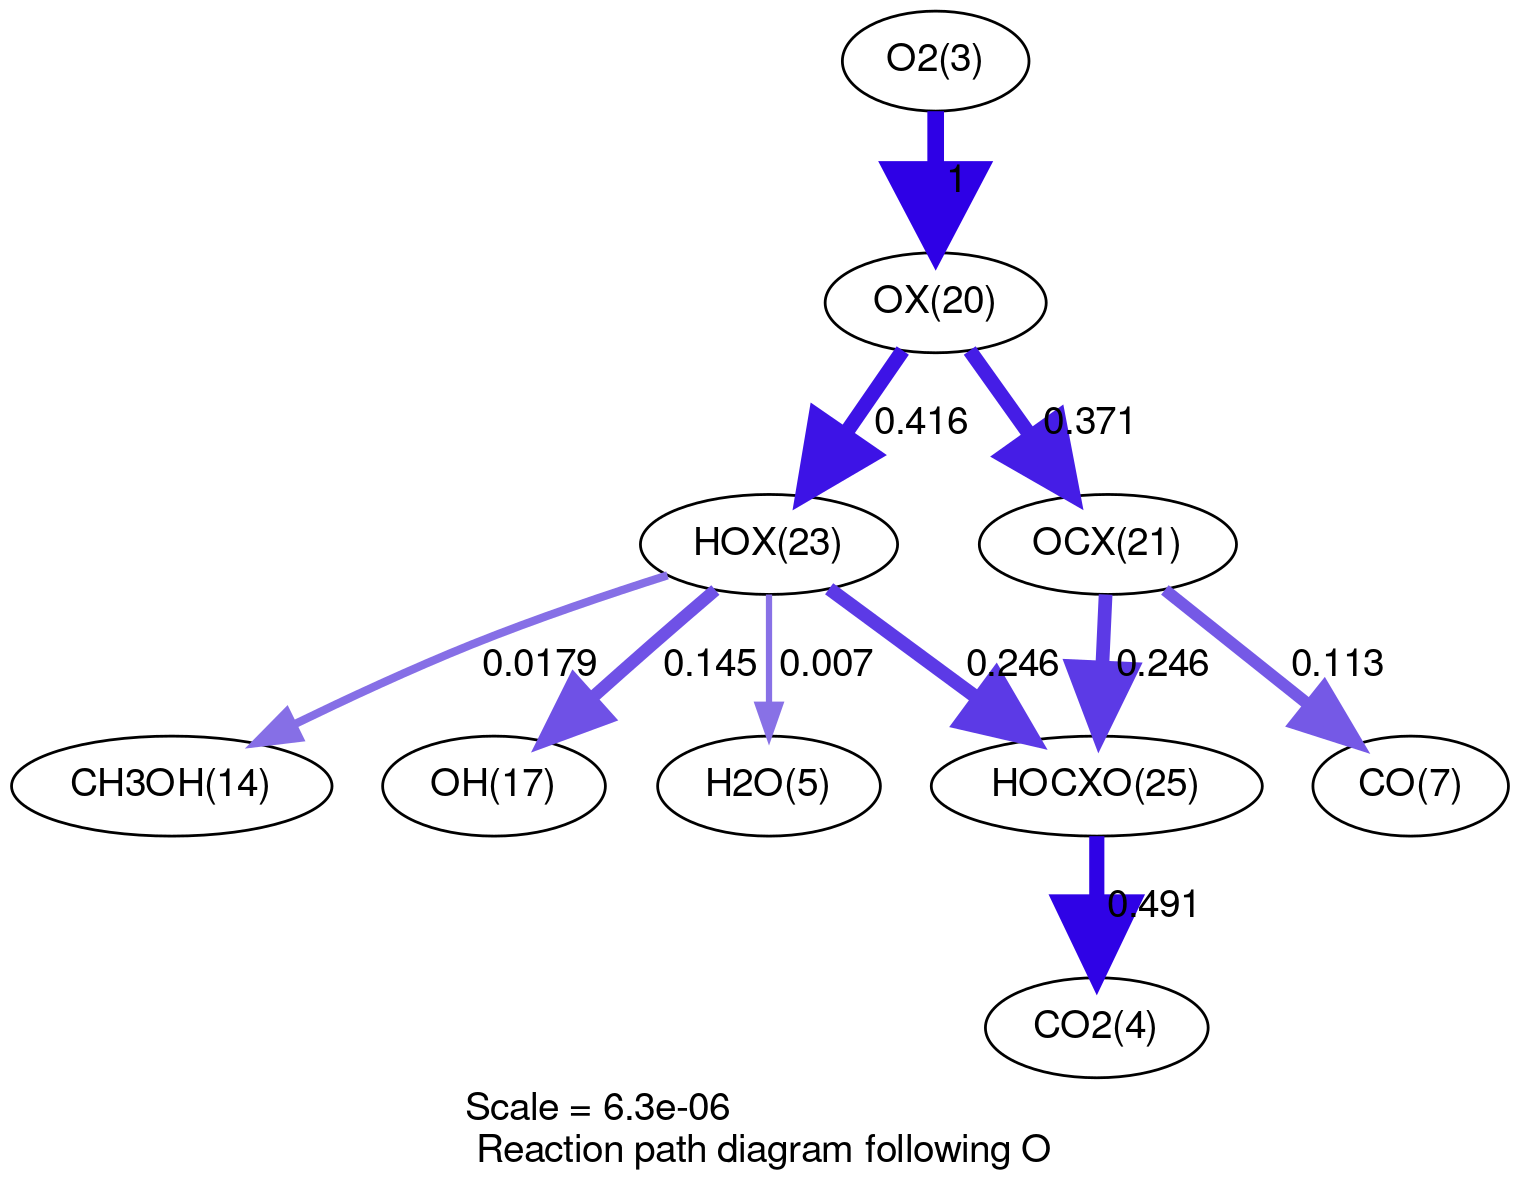 O2(3)
1
OX(20)
0.416
0.371
HOX(23)
OCX(21)
0.0179
0.145
0.007
0.246
0.246
0.113
CH3OH(14)
OH(17)
H2O(5)
HOCXO(25)
CO(7)
0.491
CO2(4)
Scale = 6.3e-06
Reaction path diagram following O